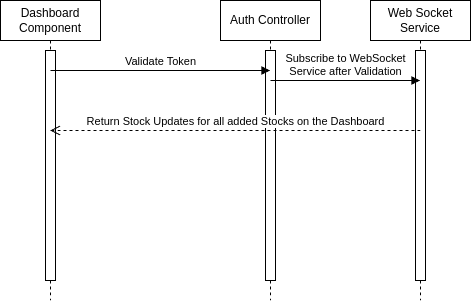 Dashboard
Component
Auth Controller
Web Socket
Service
Validate Token
Subscribe to WebSocket
Service after Validation
Return Stock Updates for all added Stocks on the Dashboard